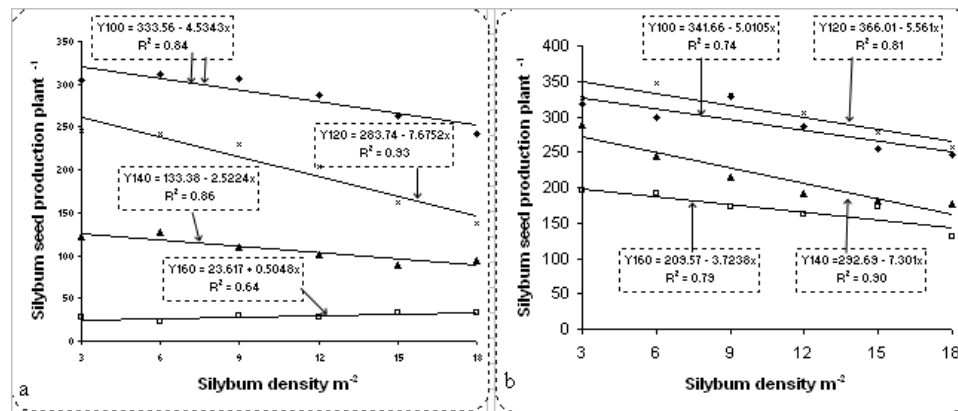 Y100 = 333.56 - 4.5343x
R² = 0.84
Y120 = 283.74 - 7.6752x
R² = 0.93
Y140 = 133.38 - 2.5224x
R² = 0.86
Y160 = 23.617 + 0.5048x
R² = 0.64
Silybum seed production plant ⁻¹
350
300
250
200
150
100
50
0
3 6 9 12 15 18
Silybum density m⁻²
a
Y100 = 341.66 - 5.0105x
R² = 0.74
Y120 = 366.01 - 5.561x
R² = 0.81
Y160 = 209.57 - 3.7238x
R² = 0.79
Y140 =292.69 - 7.301x
R² = 0.90
Silybum seed production plant ⁻¹
400
350
300
250
200
150
100
50
0
3 6 9 12 15 18
Silybum density m⁻²
b